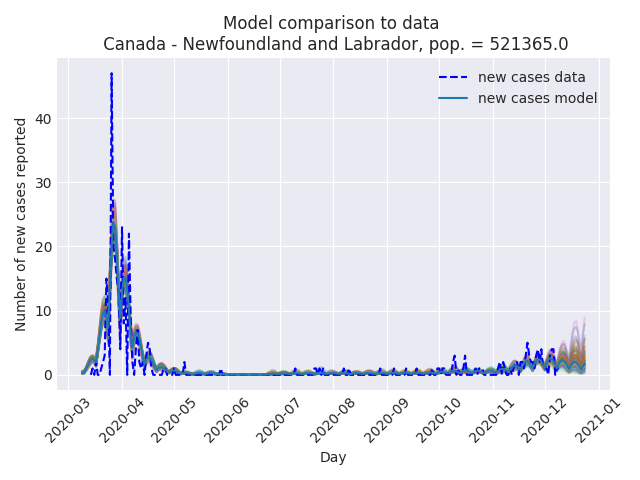 Model comparison to data
Canada - Newfoundland and Labrador, pop. = 521365.0
new cases data
new cases model
Number of new cases reported
40
30
20
10
0
2020-03
2020-04
2020-05
2020-06
2020-07
2020-08
2020-09
2020-10
2020-11
2020-12
2021-01
Day